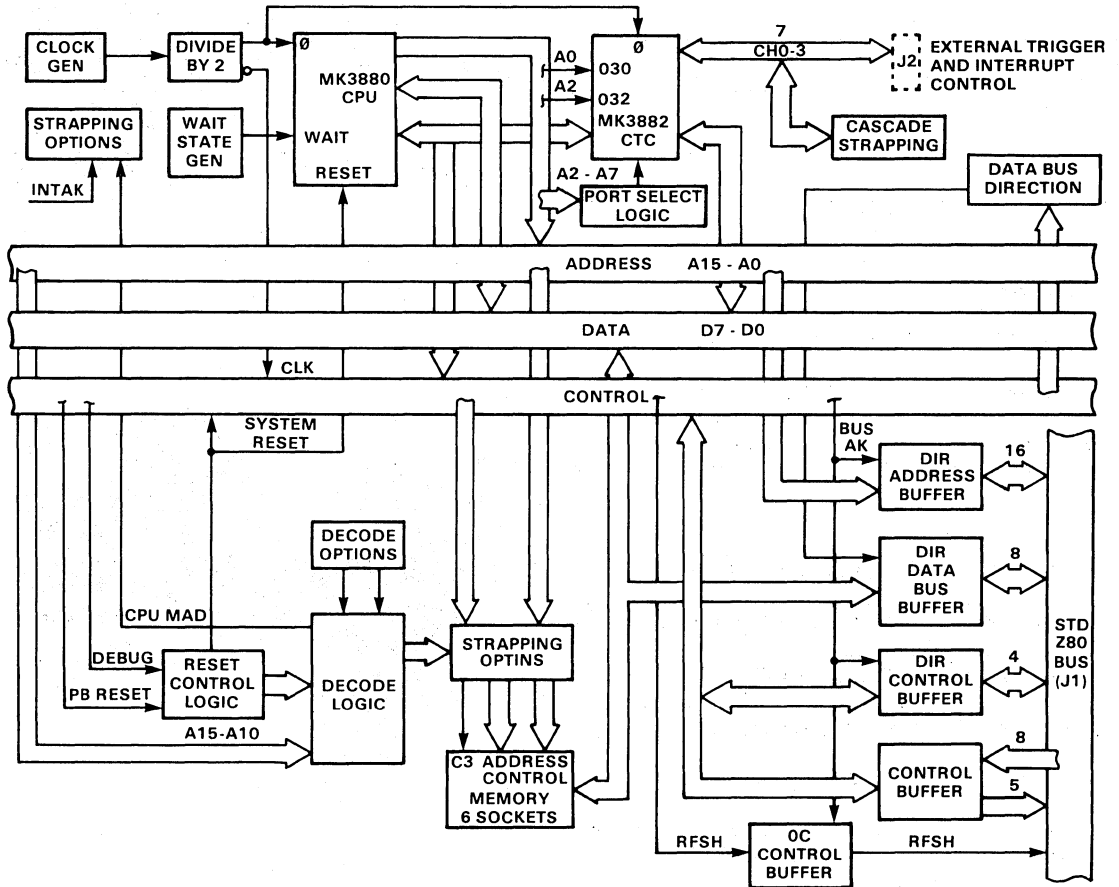 CLOCK
GEN
DIVIDE
BY 2
Ø
MK3880
CPU
WAIT
RESET
STRAPPING
OPTIONS
INTAK
WAIT
STATE
GEN
A0
A2
Ø
030
032
MK3882
CTC
7
CH0-3
J2
EXTERNAL TRIGGER
AND INTERRUPT
CONTROL
CASCADE
STRAPPING
A2 - A7
PORT SELECT
LOGIC
DATA BUS
DIRECTION
ADDRESS A15 - A0
DATA D7 - D0
CLK
CONTROL
SYSTEM
RESET
BUS
AK
DIR
ADDRESS
BUFFER
16
DECODE
OPTIONS
DIR
DATA
BUS
BUFFER
8
CPU MAD
DEBUG
PB RESET
RESET
CONTROL
LOGIC
DECODE
LOGIC
A15-A10
STRAPPING
OPTINS
C3 ADDRESS
CONTROL
MEMORY
6 SOCKETS
DIR
CONTROL
BUFFER
4
STD
Z80
BUS
(J1)
CONTROL
BUFFER
8
5
RFSH
0C
CONTROL
BUFFER
RFSH